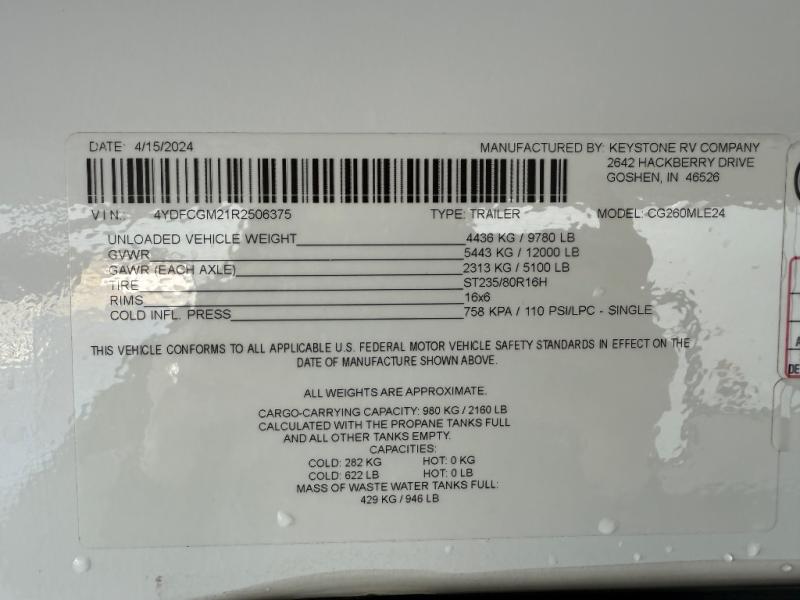 DATE: 4/15/2024 MANUFACTURED BY: KEYSTONE RV COMPANY
2642 HACKBERRY DRIVE
GOSHEN, IN 46526
VIN: 4YDFCGM21R2506375 TYPE: TRAILER MODEL: CG260MLE24
UNLOADED VEHICLE WEIGHT 4436 KG / 9780 LB
GVWR 5443 KG / 12000 LB
GAWR (EACH AXLE) 2313 KG / 5100 LB
TIRE ST235/80R16H
RIMS 16x6
COLD INFL. PRESS 758 KPA / 110 PSI/LPC - SINGLE
THIS VEHICLE CONFORMS TO ALL APPLICABLE U.S. FEDERAL MOTOR VEHICLE SAFETY STANDARDS IN EFFECT ON THE
DATE OF MANUFACTURE SHOWN ABOVE.
ALL WEIGHTS ARE APPROXIMATE.
CARGO-CARRYING CAPACITY: 980 KG / 2160 LB
CALCULATED WITH THE PROPANE TANKS FULL
AND ALL OTHER TANKS EMPTY.
CAPACITIES:
COLD: 282 KG HOT: 0 KG
COLD: 622 LB HOT: 0 LB
MASS OF WASTE WATER TANKS FULL:
429 KG / 946 LB